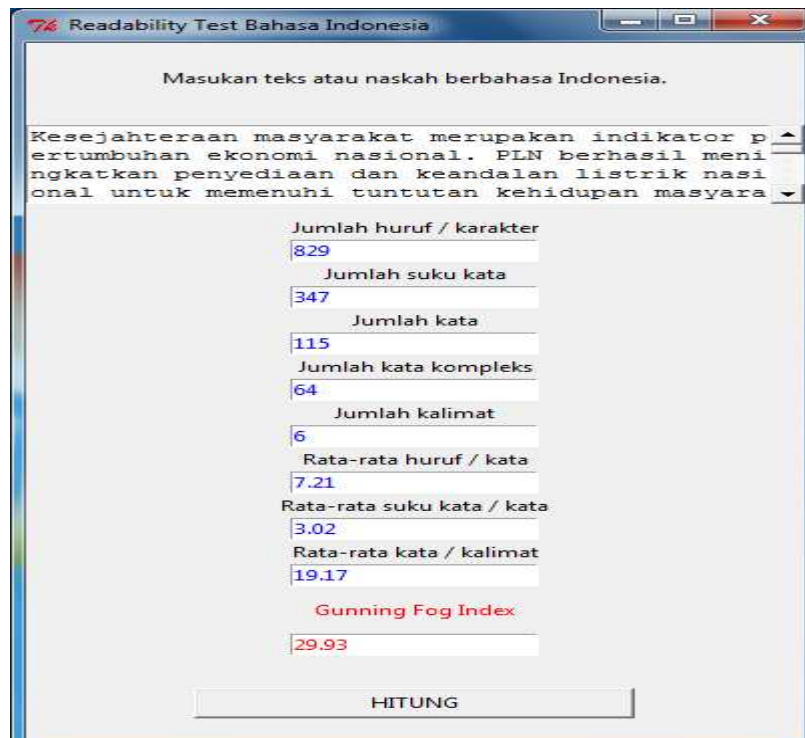 Readability Test Bahasa Indonesia
Masukan teks atau naskah berbahasa Indonesia.
Kesejahteraan masyarakat merupakan indikator p
ertumbuhan ekonomi nasional. PLN berhasil meni
ngkatkan penyediaan dan keandalan listrik nasi
onal untuk memenuhi tuntutan kehidupan masyara
Jumlah huruf / karakter
829
Jumlah suku kata
347
Jumlah kata
115
Jumlah kata kompleks
64
Jumlah kalimat
6
Rata-rata huruf / kata
7.21
Rata-rata suku kata / kata
3.02
Rata-rata kata / kalimat
19.17
Gunning Fog Index
29.93
HITUNG